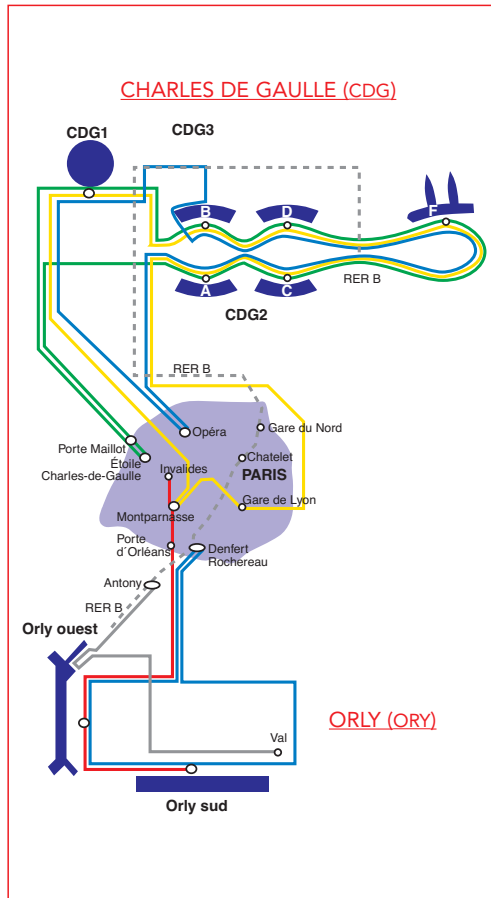 CHARLES DE GAULLE (CDG)
CDG1
CDG3
B
D
F
A
C
RER B
CDG2
RER B
Opéra
Gare du Nord
Porte Maillot
Étoile
Charles-de-Gaulle
Invalides
Chatelet
PARIS
Gare de Lyon
Montparnasse
Porte
d´Orléans
Denfert
Rochereau
Antony
RER B
Orly ouest
ORLY (ORY)
Val
Orly sud